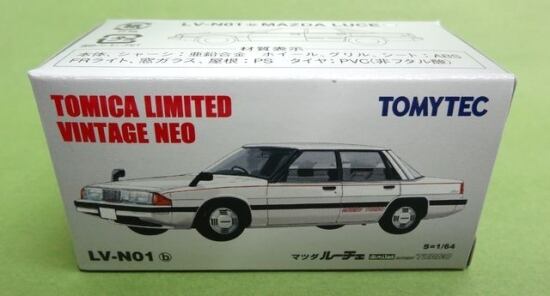 LV-N01 b MAZDA LUCE
材質表示
(本体、シャーシ:亜鉛合金 ホイール、グリル、シート:ABS
FRライト、窓ガラス、屋根:PS タイヤ:PVC(非フタル酸)
TOMICA LIMITED
VINTAGE NEO
TOMYTEC
S=1/64
LV-N01 b
マツダ ルーチェ